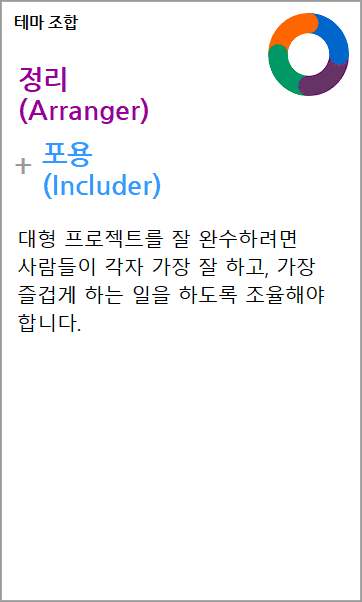 테마 조합
정리
(Arranger)
+ 포용
(Includer)
대형 프로젝트를 잘 완수하려면
사람들이 각자 가장 잘 하고, 가장
즐겁게 하는 일을 하도록 조율해야
합니다.